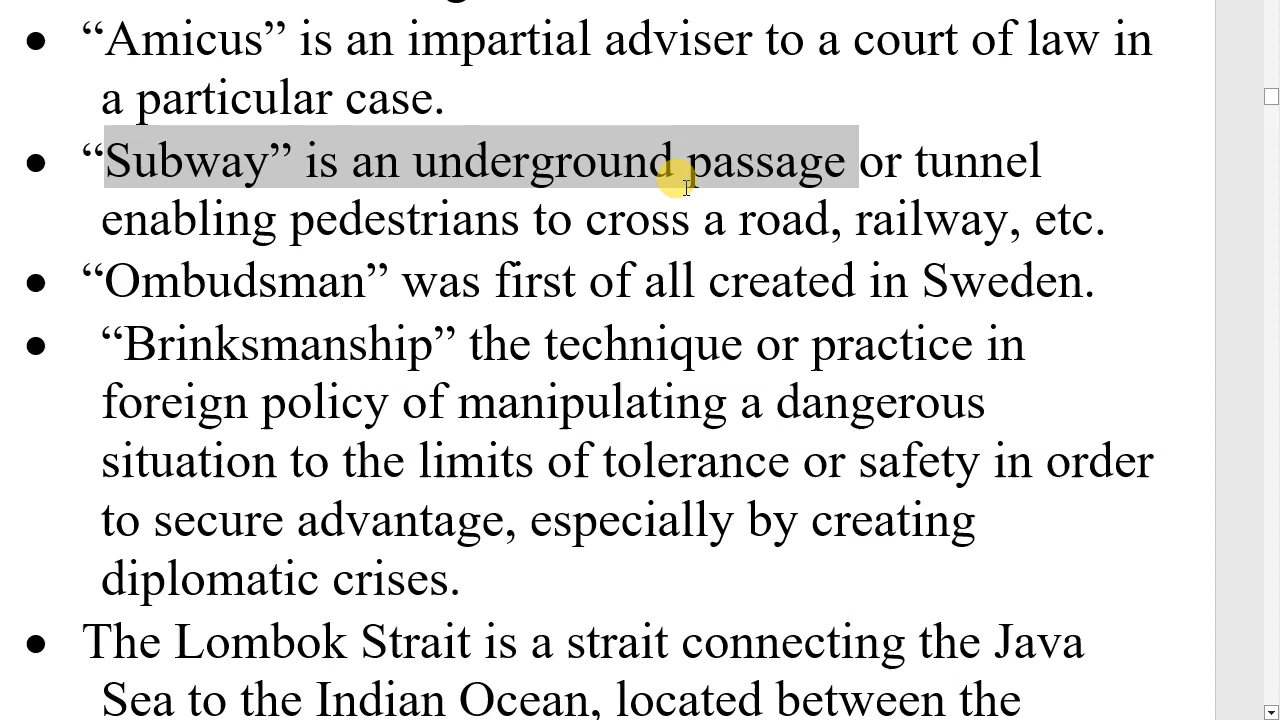 • “Amicus” is an impartial adviser to a court of law in
a particular case.
• “Subway” is an underground passage or tunnel
enabling pedestrians to cross a road, railway, etc.
• “Ombudsman” was first of all created in Sweden.
• “Brinksmanship” the technique or practice in
foreign policy of manipulating a dangerous
situation to the limits of tolerance or safety in order
to secure advantage, especially by creating
diplomatic crises.
• The Lombok Strait is a strait connecting the Java
Sea to the Indian Ocean, located between the